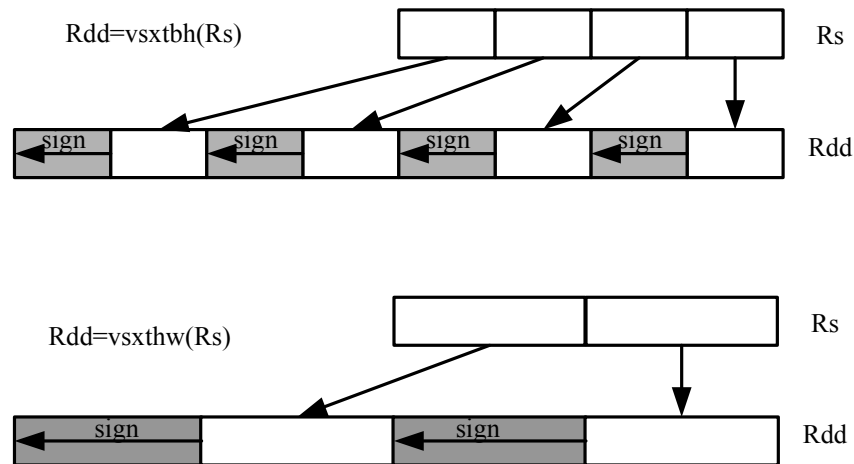 Rdd=vsxtbh(Rs)
Rs
sign sign sign sign
Rdd
Rdd=vsxthw(Rs)
Rs
sign sign
Rdd